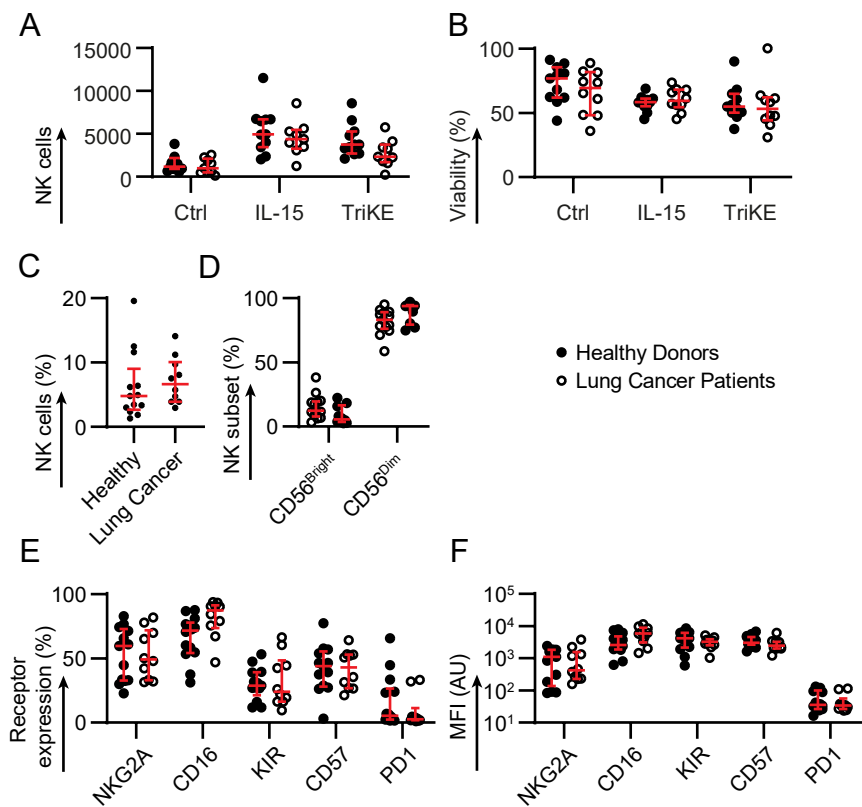 A
15000
10000
5000
0
NK cells
Ctrl
IL-15
TriKE
B
100
50
0
Viability (%)
Ctrl
IL-15
TriKE
C
20
10
0
NK cells (%)
Healthy
Lung Cancer
D
100
50
0
NK subset (%)
CD56Bright
CD56Dim
Healthy Donors
Lung Cancer Patients
E
100
50
0
Receptor
expression (%)
NKG2A
CD16
KIR
CD57
PD1
F
10⁵
10⁴
10³
10²
10¹
MFI (AU)
NKG2A
CD16
KIR
CD57
PD1